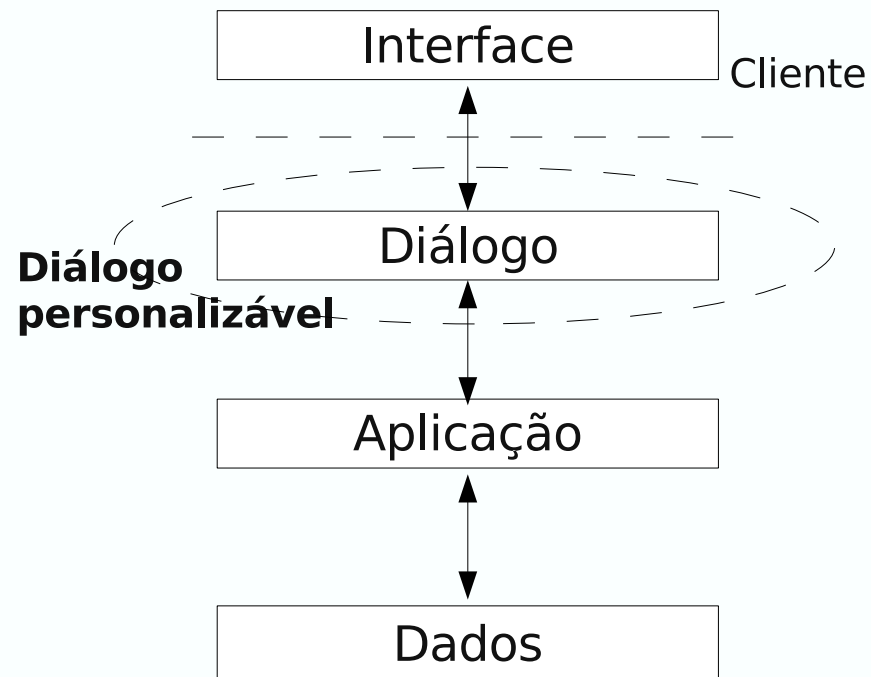 Interface
Cliente
Diálogo
Diálogo
personalizável
Aplicação
Dados